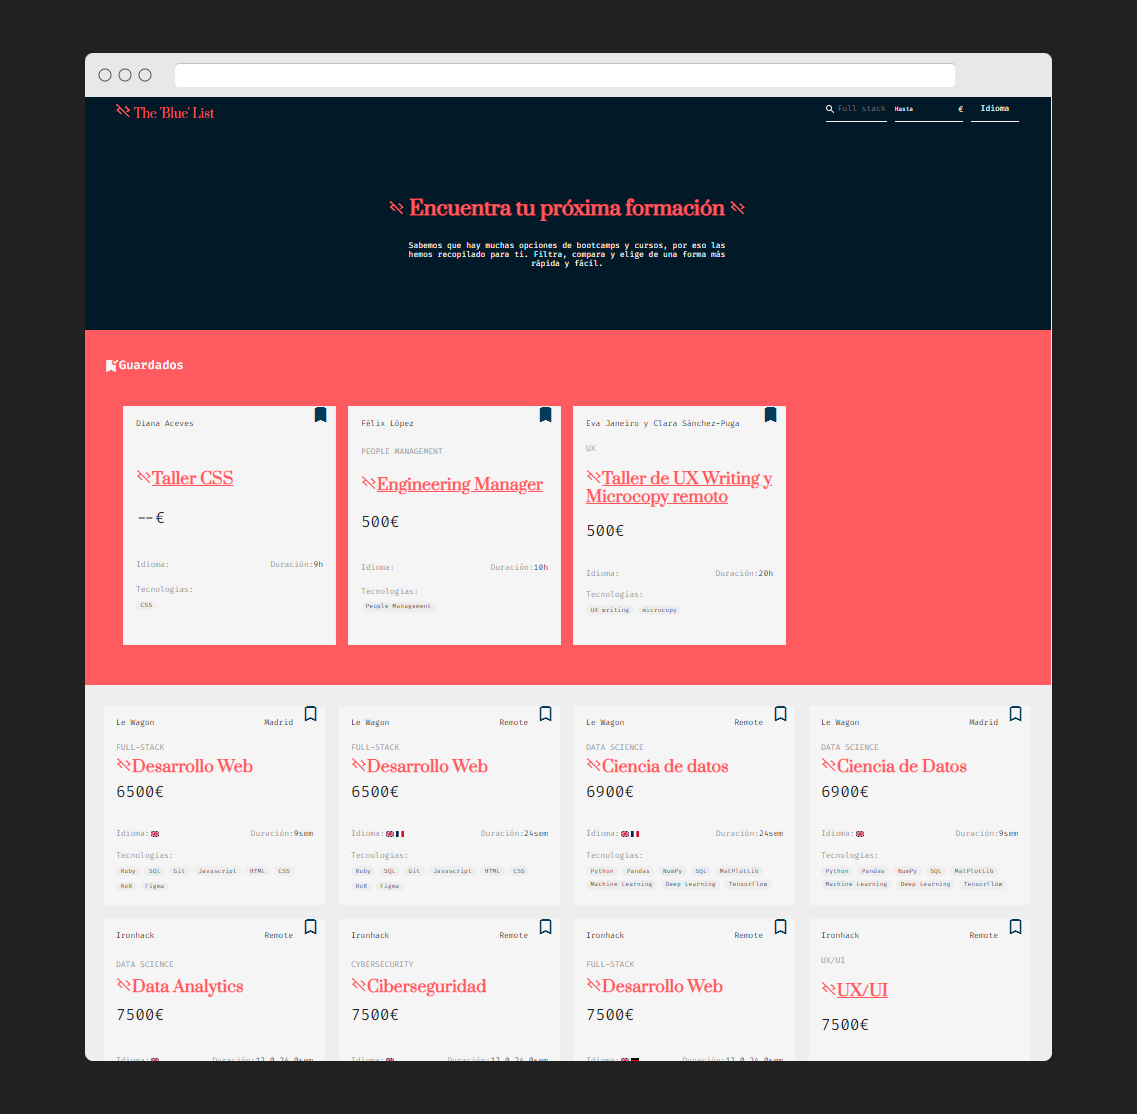 The 'Blue' List
Full stack
Hasta €
Idioma
Encuentra tu próxima formación
Sabemos que hay muchas opciones de bootcamps y cursos, por eso las
hemos recopilado para ti. Filtra, compara y elige de una forma más
rápida y fácil.
Guardados
Diana Aceves
Taller CSS
--€
Idioma: Duración:9h
Tecnologías:
CSS
Félix López
PEOPLE MANAGEMENT
Engineering Manager
500€
Idioma: Duración:10h
Tecnologías:
People Management
Eva Janeiro y Clara Sánchez-Puga
UX
Taller de UX Writing y
Microcopy remoto
500€
Idioma: Duración:20h
Tecnologías:
UX writing microcopy
Le Wagon Madrid
FULL-STACK
Desarrollo Web
6500€
Idioma: Duración:9sem
Tecnologías:
Ruby SQL Git Javascript HTML CSS
RoR Figma
Le Wagon Remote
FULL-STACK
Desarrollo Web
6500€
Idioma: Duración:24sem
Tecnologías:
Ruby SQL Git Javascript HTML CSS
RoR Figma
Le Wagon Remote
DATA SCIENCE
Ciencia de datos
6900€
Idioma: Duración:24sem
Tecnologías:
Python Pandas NumPy SQL MatPlotLib
Machine Learning Deep Learning TensorFlow
Le Wagon Madrid
DATA SCIENCE
Ciencia de Datos
6900€
Idioma: Duración:9sem
Tecnologías:
Python Pandas NumPy SQL MatPlotLib
Machine Learning Deep Learning TensorFlow
Ironhack Remote
DATA SCIENCE
Data Analytics
7500€
Idioma: Duración:12 o 24 0sem
Ironhack Remote
CYBERSECURITY
Ciberseguridad
7500€
Idioma: Duración:12 o 24 0sem
Ironhack Remote
FULL-STACK
Desarrollo Web
7500€
Idioma: Duración:12 o 24 0sem
Ironhack Remote
UX/UI
UX/UI
7500€